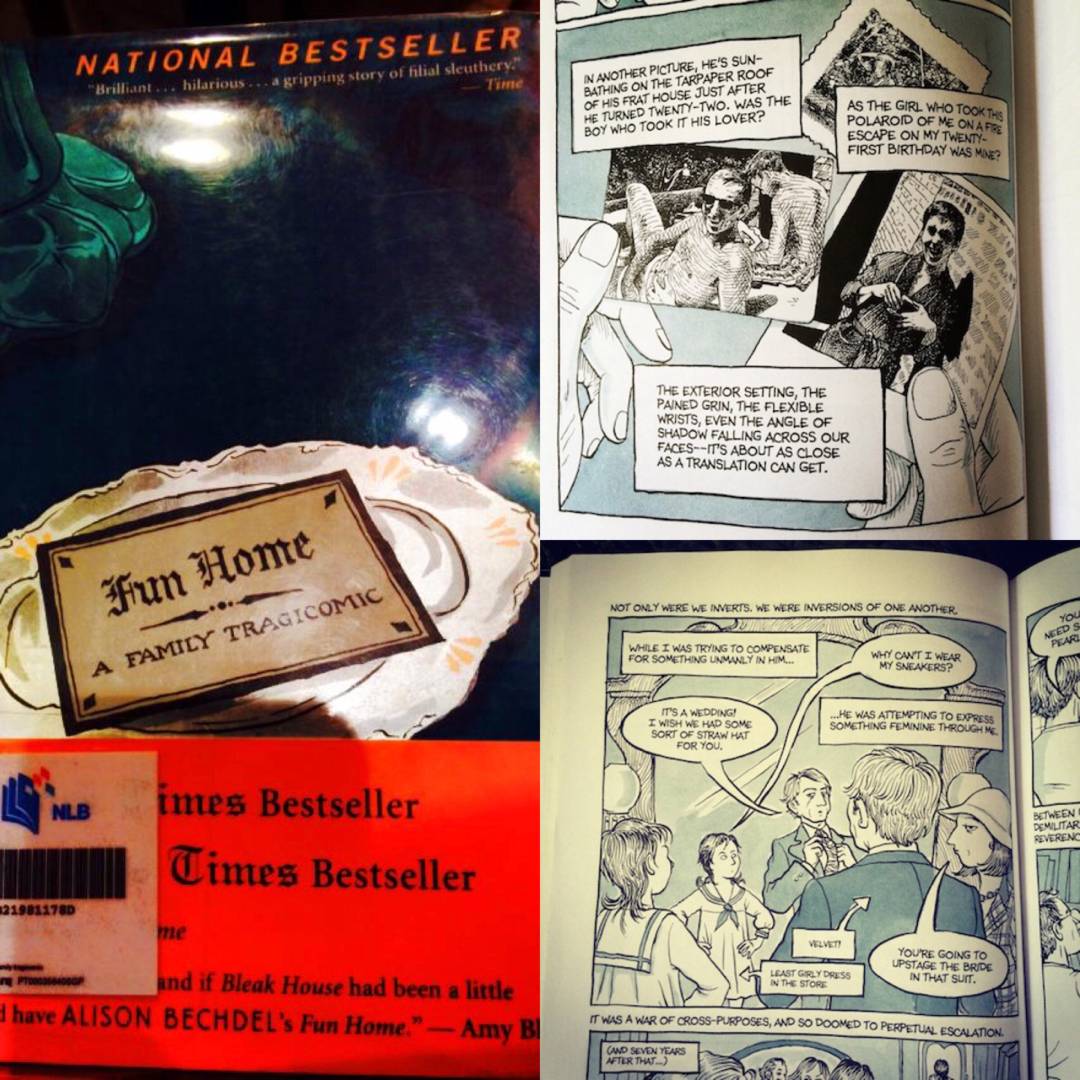 NATIONAL BESTSELLER
"Brilliant ... hilarious ... a gripping story of filial sleuthery."
— Time
Fun Home
A FAMILY TRAGICOMIC
NLB
imes Bestseller
Times Bestseller
me
and if Bleak House had been a little
d have ALISON BECHDEL's Fun Home." — Amy Bl
IN ANOTHER PICTURE, HE'S SUN-
BATHING ON THE TARPAPER ROOF
OF HIS FRAT HOUSE JUST AFTER
HE TURNED TWENTY-TWO. WAS THE
BOY WHO TOOK IT HIS LOVER?
AS THE GIRL WHO TOOK THIS
POLAROID OF ME ON A FIRE
ESCAPE ON MY TWENTY-
FIRST BIRTHDAY WAS MINE?
THE EXTERIOR SETTING, THE
PAINED GRIN, THE FLEXIBLE
WRISTS, EVEN THE ANGLE OF
SHADOW FALLING ACROSS OUR
FACES--IT'S ABOUT AS CLOSE
AS A TRANSLATION CAN GET.
NOT ONLY WERE WE INVERTS. WE WERE INVERSIONS OF ONE ANOTHER.
WHILE I WAS TRYING TO COMPENSATE
FOR SOMETHING UNMANLY IN HIM...
WHY CAN'T I WEAR
MY SNEAKERS?
IT'S A WEDDING!
I WISH WE HAD SOME
SORT OF STRAW HAT
FOR YOU.
...HE WAS ATTEMPTING TO EXPRESS
SOMETHING FEMININE THROUGH ME.
VELVET!
LEAST GIRLY DRESS
IN THE STORE
YOU'RE GOING TO
UPSTAGE THE BRIDE
IN THAT SUIT.
IT WAS A WAR OF CROSS-PURPOSES, AND SO DOOMED TO PERPETUAL ESCALATION.
(AND SEVEN YEARS
AFTER THAT...)
YOU
NEED S
PEARL
BETWEEN
DEMILITAR
REVERENC